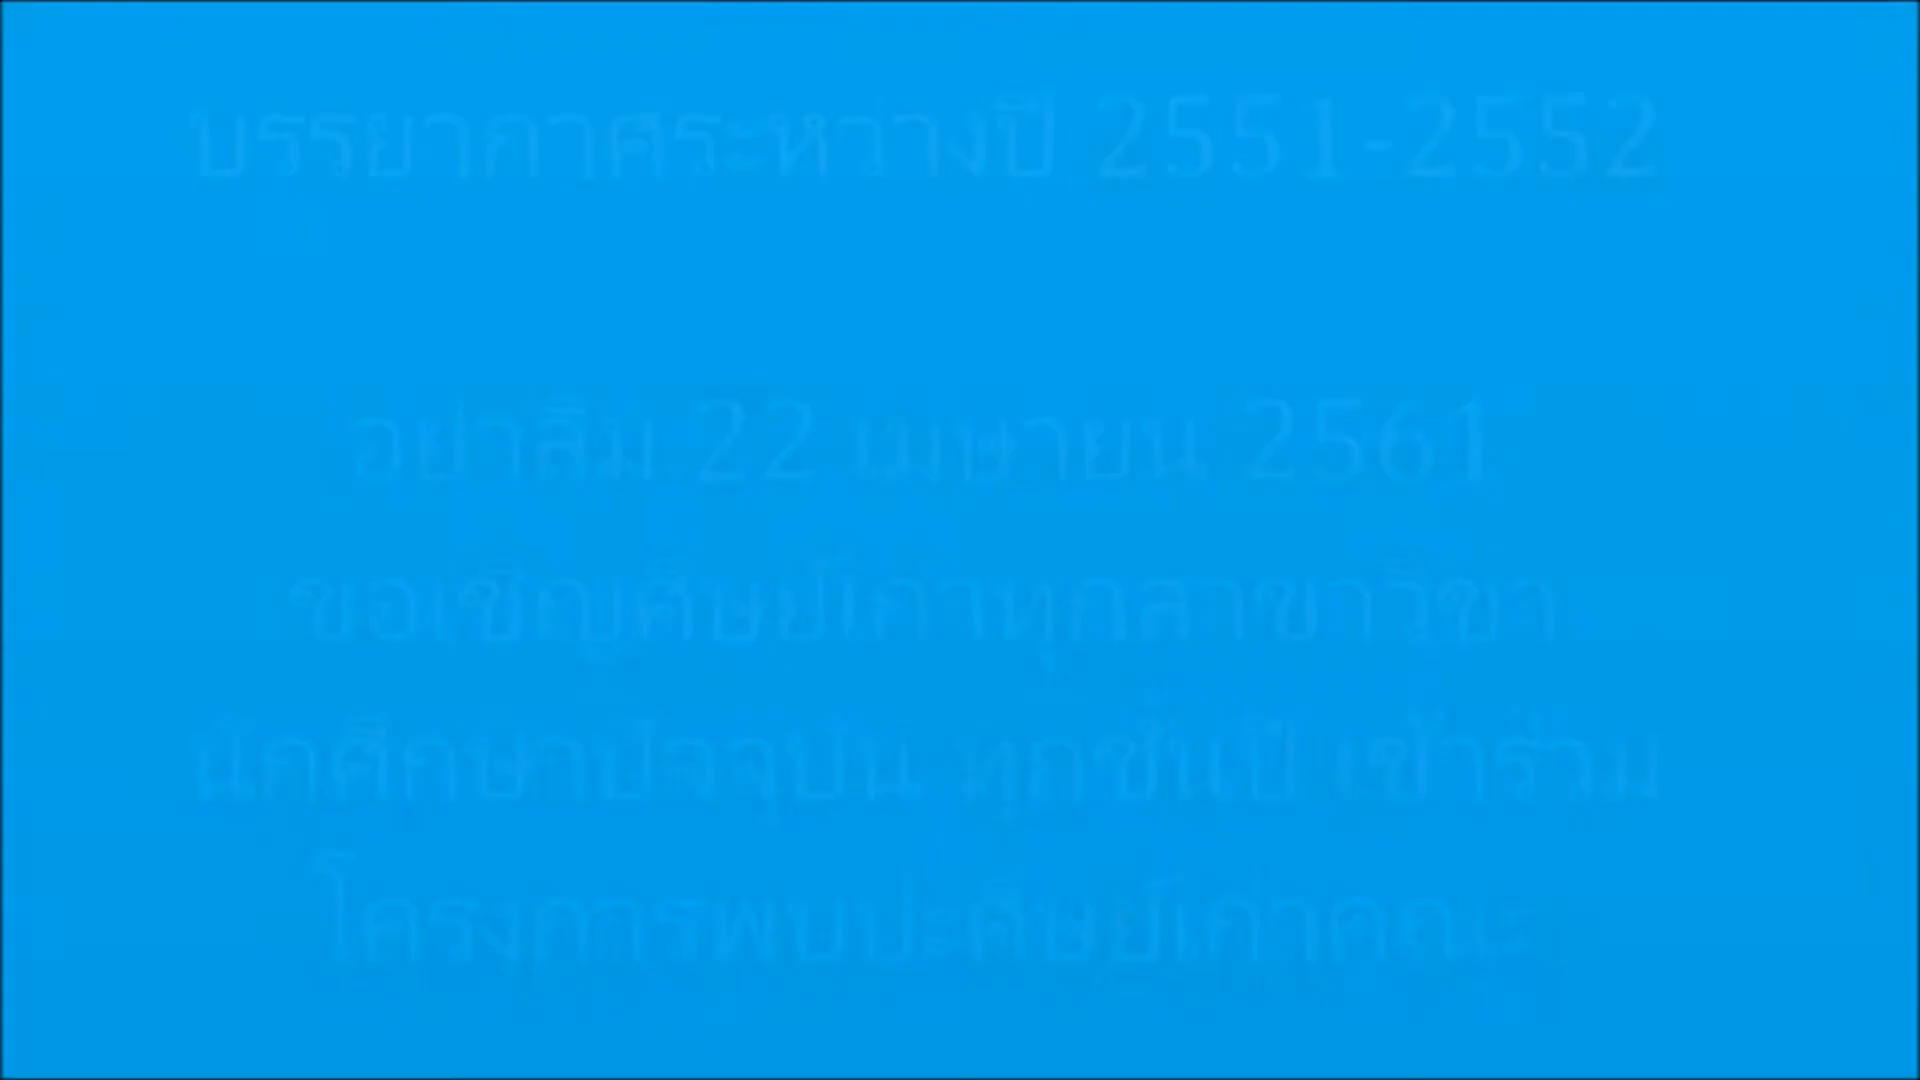 บรรยากาศระหว่างปี 2551-2552
อย่าลืม 22 เมษายน 2561
ขอเชิญศิษย์เก่าทุกสาขาวิชา
นักศึกษาปัจจุบัน ทุกชั้นปี เข้าร่วม
โครงการพบปะศิษย์เก่าคณะ